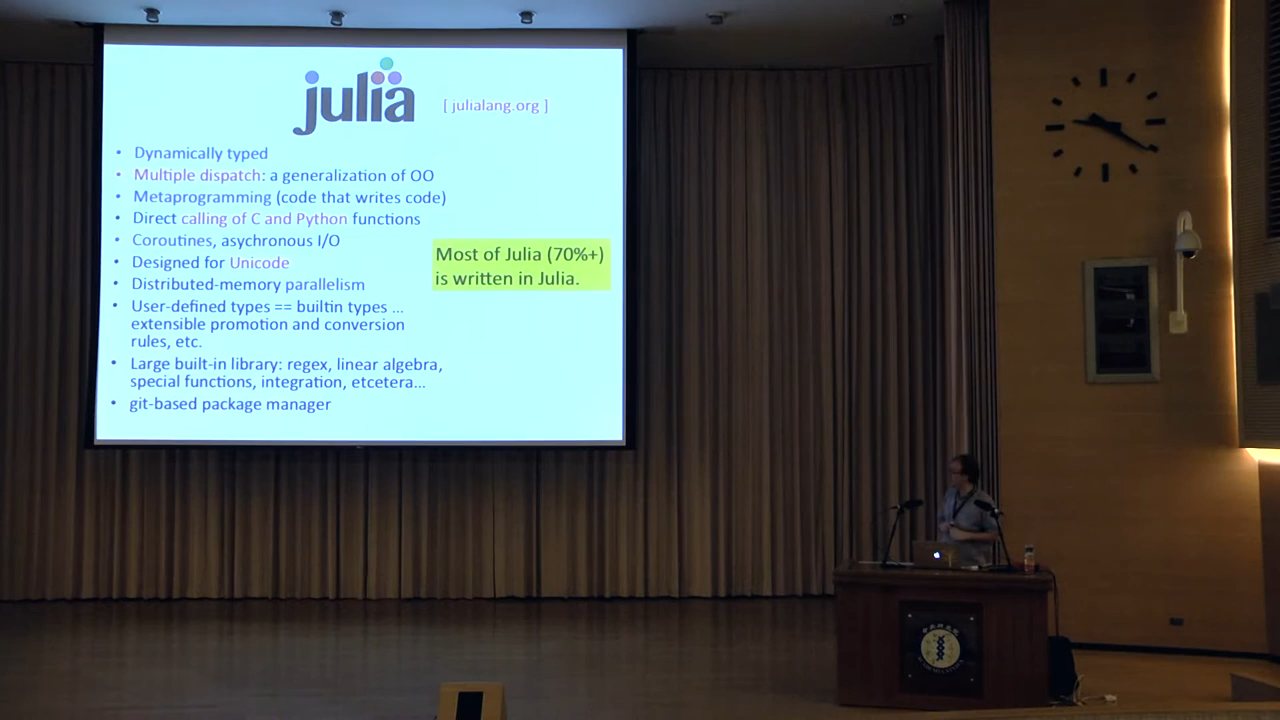 julia
[ julialang.org ]
• Dynamically typed
• Multiple dispatch: a generalization of OO
• Metaprogramming (code that writes code)
• Direct calling of C and Python functions
• Coroutines, asychronous I/O
• Designed for Unicode
• Distributed-memory parallelism
• User-defined types == builtin types ...
extensible promotion and conversion
rules, etc.
• Large built-in library: regex, linear algebra,
special functions, integration, etcetera...
• git-based package manager
Most of Julia (70%+)
is written in Julia.